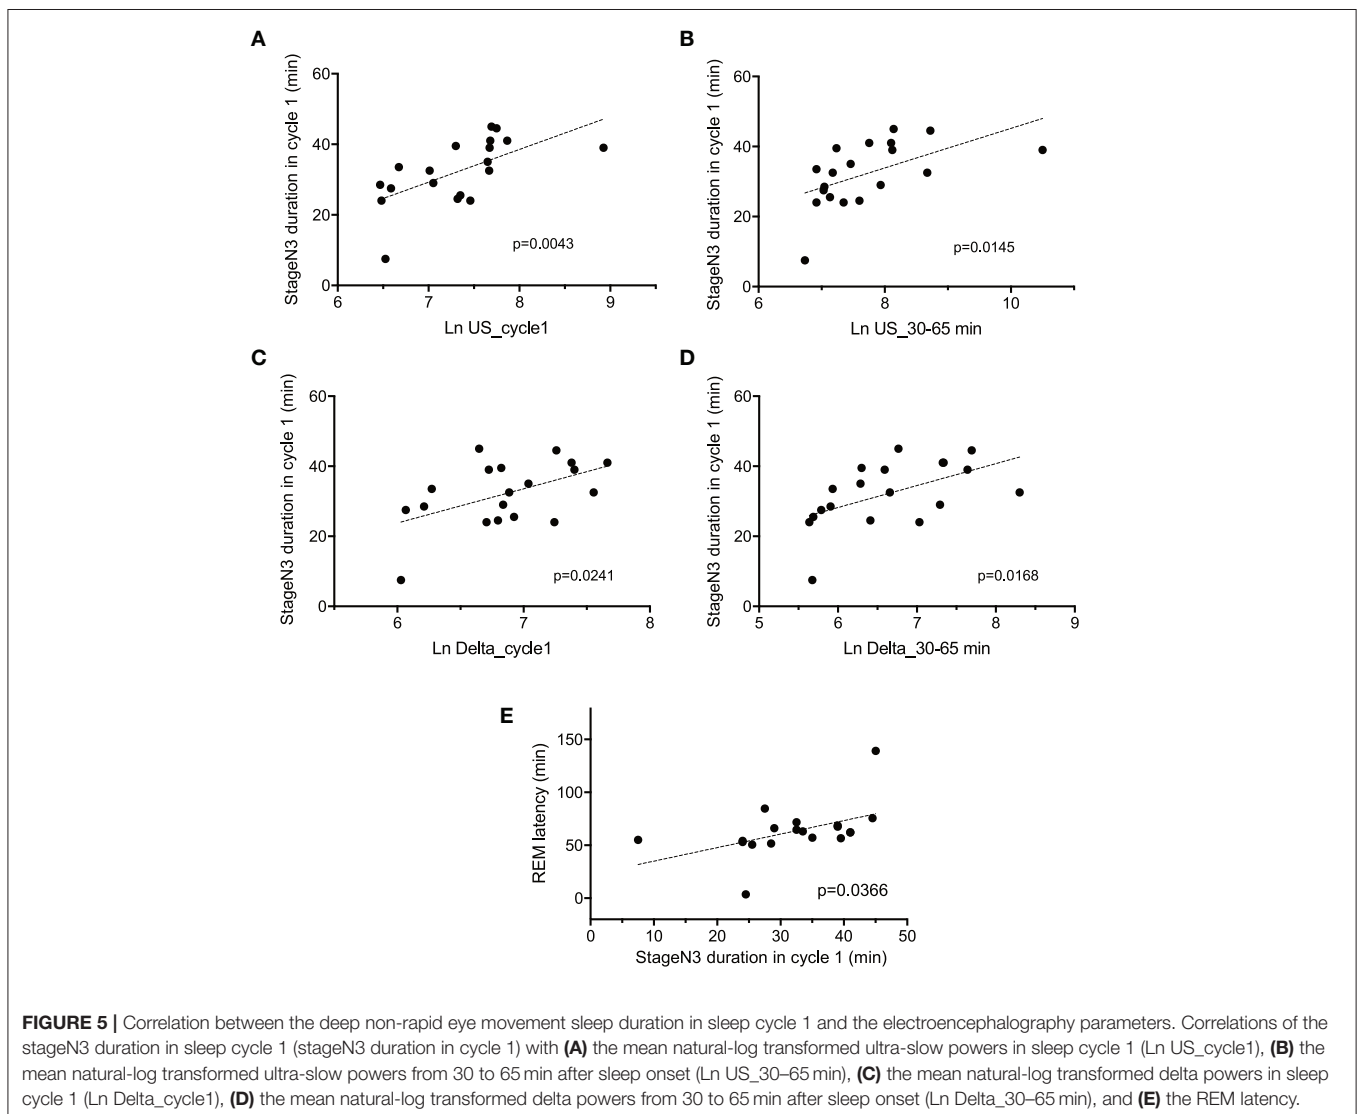 A
StageN3 duration in cycle 1 (min)
60
40
20
0
p=0.0043
6 7 8 9
Ln US_cycle1
B
StageN3 duration in cycle 1 (min)
60
40
20
0
p=0.0145
6 8 10
Ln US_30-65 min
C
StageN3 duration in cycle 1 (min)
60
40
20
0
p=0.0241
6 7 8
Ln Delta_cycle1
D
StageN3 duration in cycle 1 (min)
60
40
20
0
p=0.0168
5 6 7 8 9
Ln Delta_30-65 min
E
REM latency (min)
150
100
50
0
p=0.0366
0 10 20 30 40 50
StageN3 duration in cycle 1 (min)
FIGURE 5 | Correlation between the deep non-rapid eye movement sleep duration in sleep cycle 1 and the electroencephalography parameters. Correlations of the
stageN3 duration in sleep cycle 1 (stageN3 duration in cycle 1) with (A) the mean natural-log transformed ultra-slow powers in sleep cycle 1 (Ln US_cycle1), (B) the
mean natural-log transformed ultra-slow powers from 30 to 65 min after sleep onset (Ln US_30–65 min), (C) the mean natural-log transformed delta powers in sleep
cycle 1 (Ln Delta_cycle1), (D) the mean natural-log transformed delta powers from 30 to 65 min after sleep onset (Ln Delta_30–65 min), and (E) the REM latency.